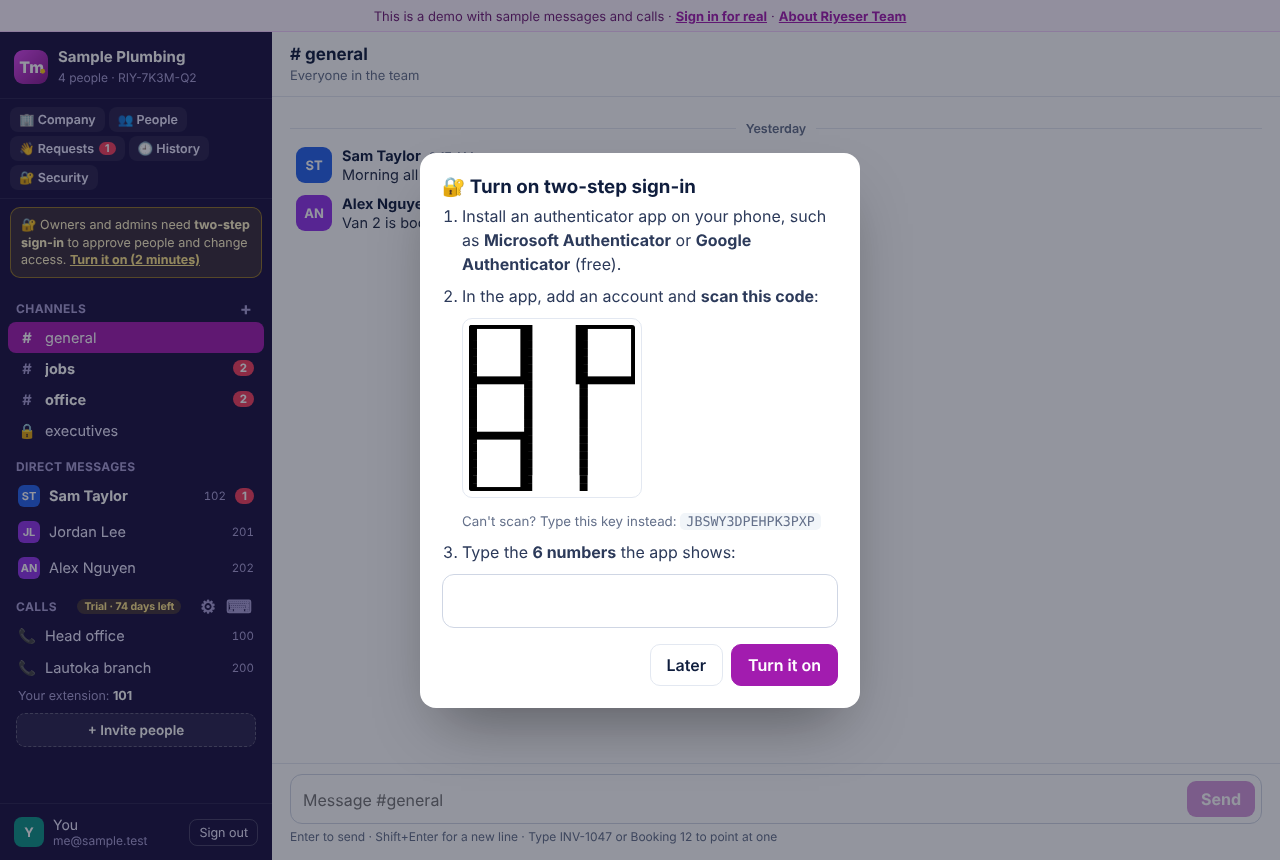 This is a demo with sample messages and calls · Sign in for real · About Riyeser Team
Tm
Sample Plumbing
4 people · RIY-7K3M-Q2
Company
People
Requests 1
History
Security
Owners and admins need two-step
sign-in to approve people and change
access. Turn it on (2 minutes)
CHANNELS +
# general
# jobs 2
# office 2
executives
DIRECT MESSAGES
ST Sam Taylor 102 1
JL Jordan Lee 201
AN Alex Nguyen 202
CALLS Trial · 74 days left
Head office 100
Lautoka branch 200
Your extension: 101
+ Invite people
Y You
me@sample.test
Sign out
# general
Everyone in the team
Yesterday
ST Sam Taylor
Morning all
AN Alex
Van 2 is
Turn on two-step sign-in
1. Install an authenticator app on your phone, such
as Microsoft Authenticator or Google
Authenticator (free).
2. In the app, add an account and scan this code:
Can't scan? Type this key instead: JBSWY3DPEHPK3PXP
3. Type the 6 numbers the app shows:
Later
Turn it on
Message #general
Send
Enter to send · Shift+Enter for a new line · Type INV-1047 or Booking 12 to point at one